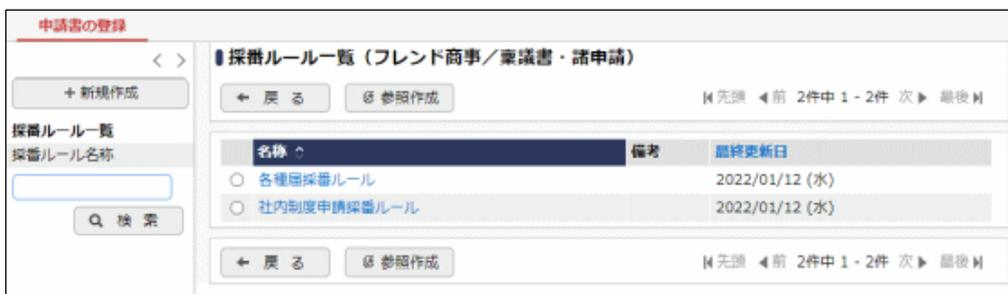 申請書の登録
< >
+ 新規作成
採番ルール一覧
採番ルール名称
検 索
採番ルール一覧（フレンド商事／稟議書・諸申請）
← 戻 る 参照作成 先頭 前 2件中 1 - 2件 次 最後
名称 備考 最終更新日
各種届採番ルール 2022/01/12 (水)
社内制度申請採番ルール 2022/01/12 (水)
← 戻 る 参照作成 先頭 前 2件中 1 - 2件 次 最後